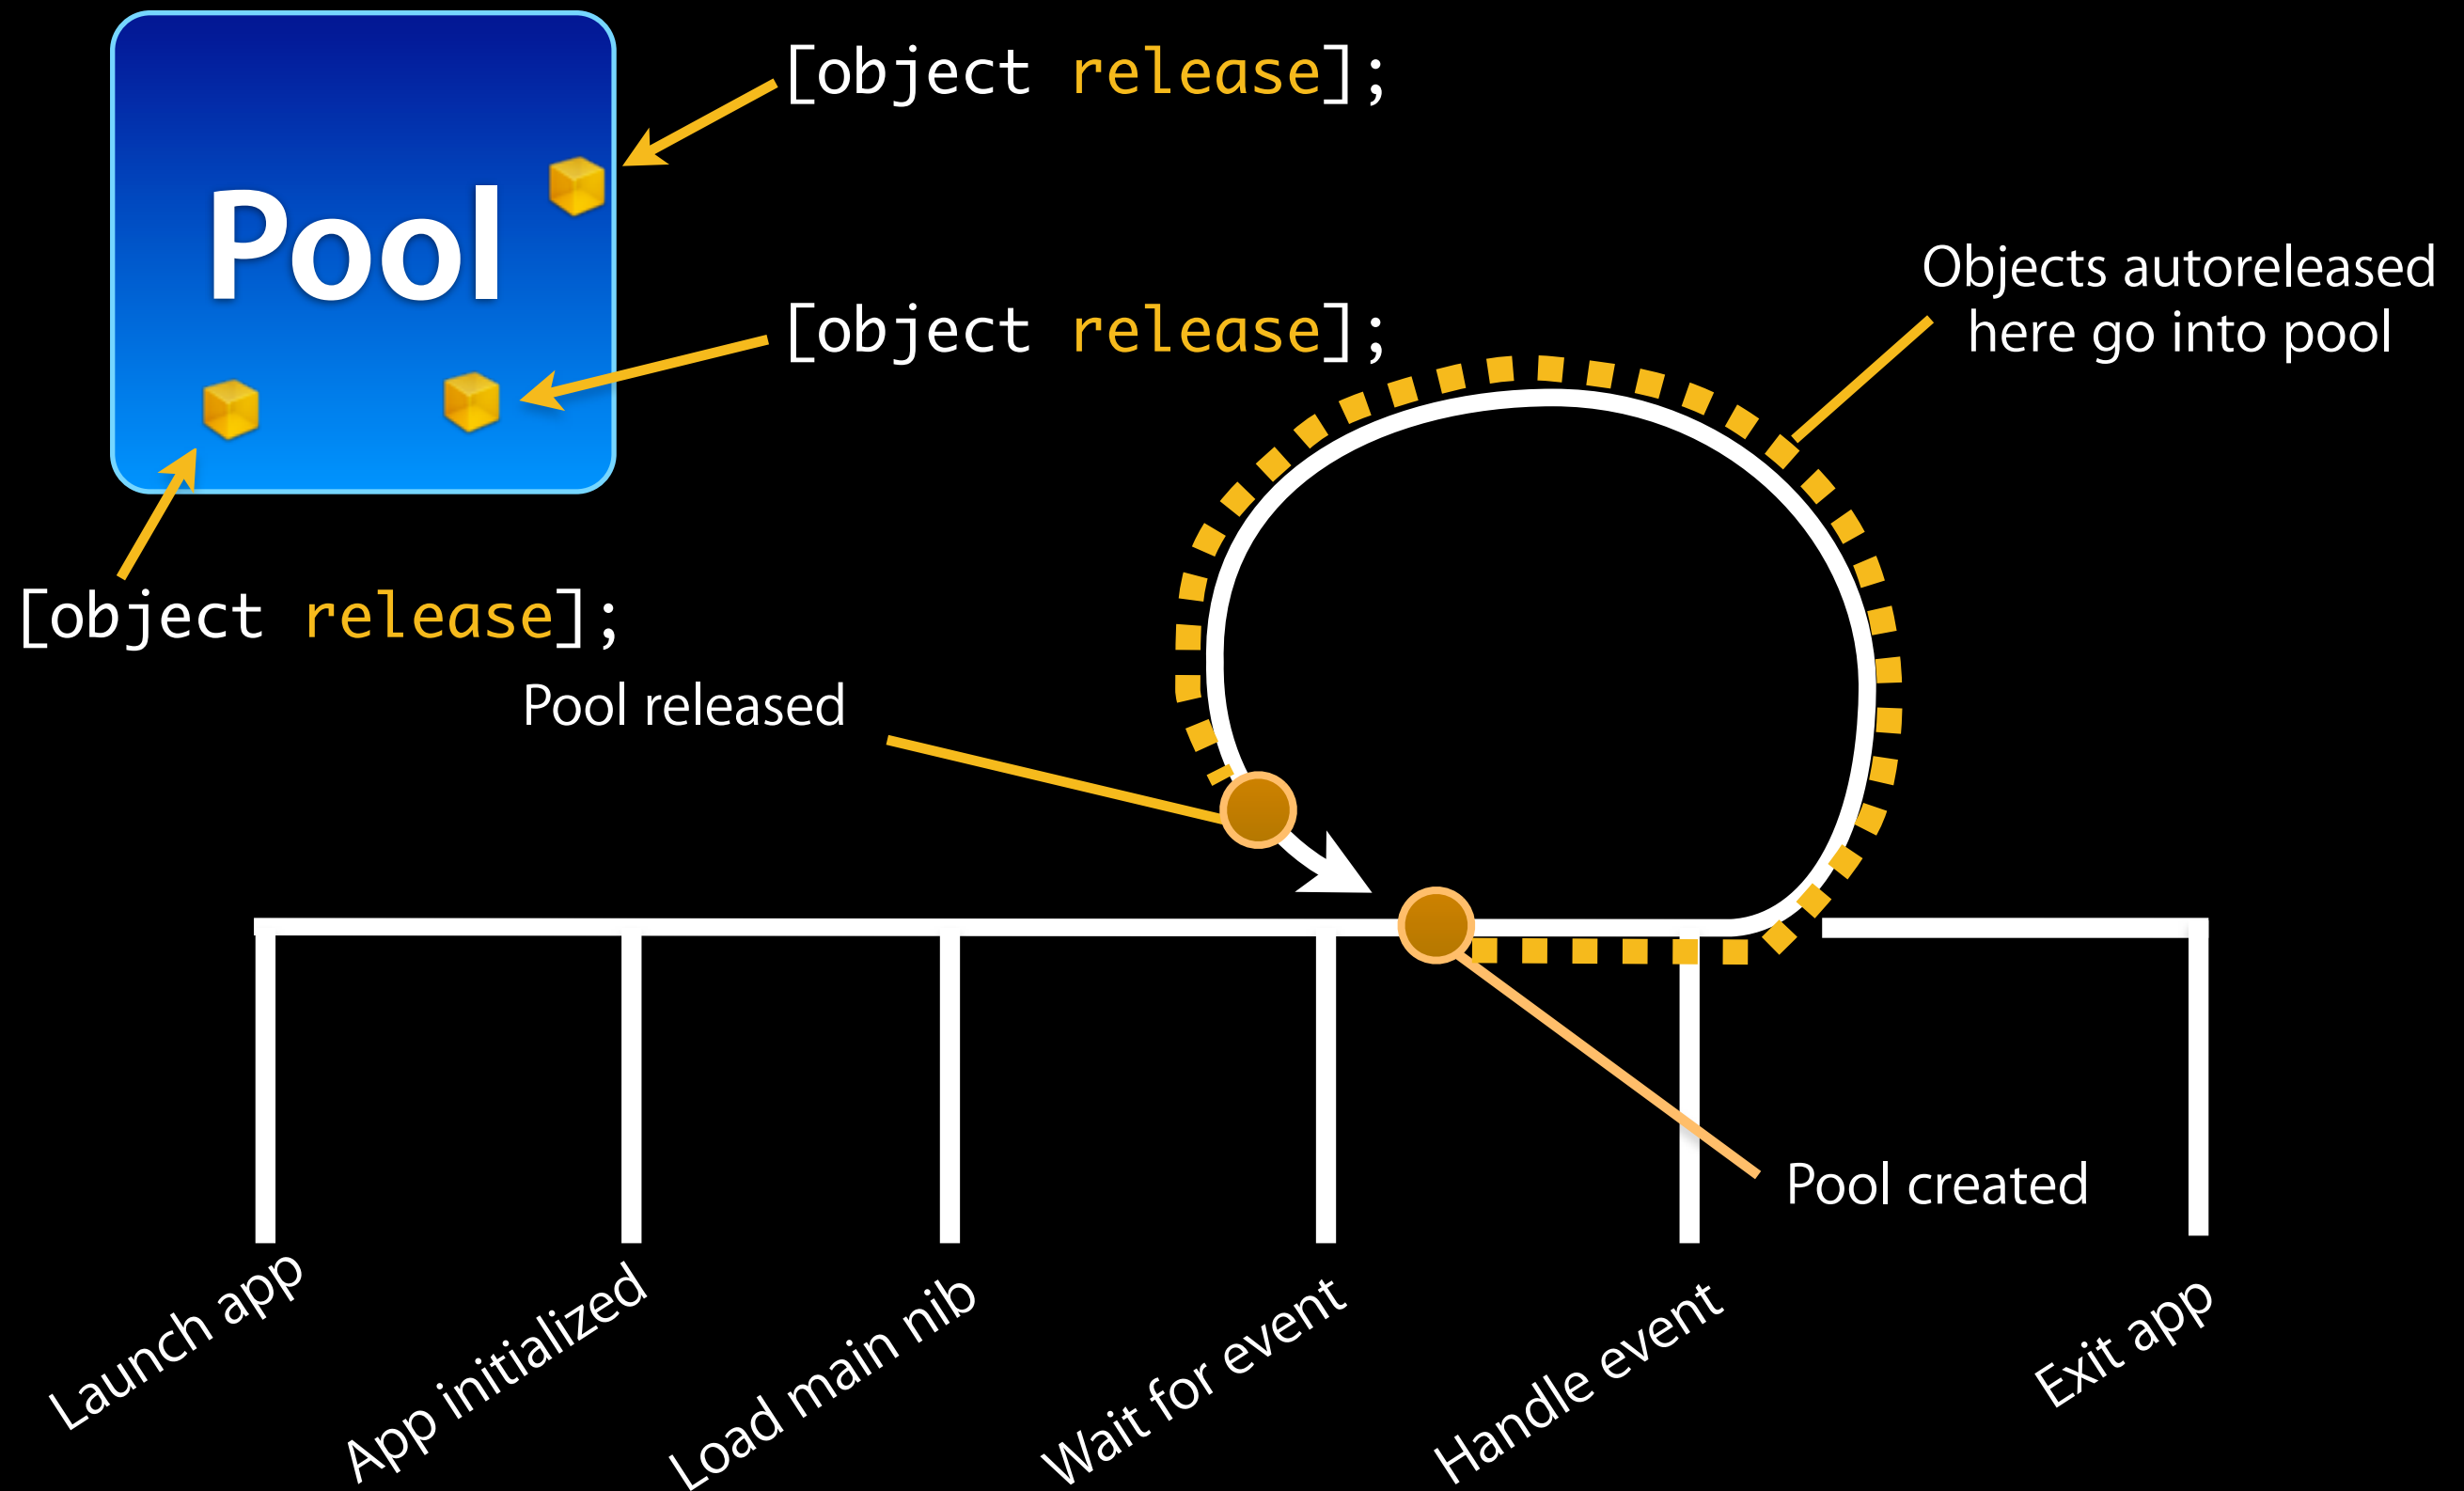 [object release];
Pool
[object release];
Objects autoreleased
here go into pool
[object release];
Pool released
Pool created
Launch app
App initialized
Load main nib
Wait for event
Handle event
Exit app